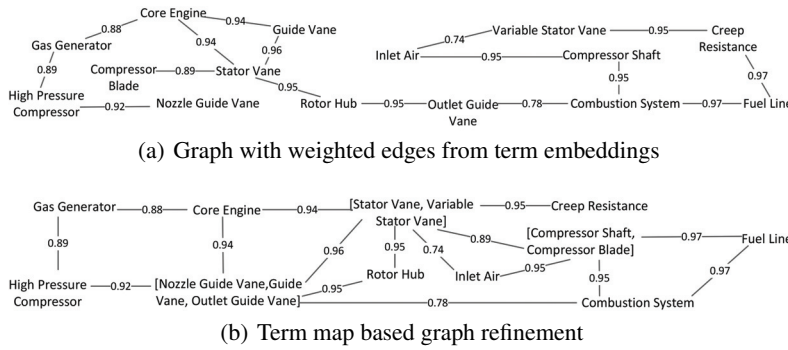 Core Engine
0.94
Guide Vane
0.88
Gas Generator
0.94
0.96
Variable Stator Vane
0.95
Creep
Resistance
0.74
Inlet Air
0.95
Compressor Shaft
0.89
Compressor
Blade
0.89
Stator Vane
0.95
0.95
0.97
High Pressure
Compressor
0.92
Nozzle Guide Vane
Rotor Hub
0.95
Outlet Guide
Vane
0.78
Combustion System
0.97
Fuel Line
(a) Graph with weighted edges from term embeddings
Gas Generator
0.88
Core Engine
0.94
[Stator Vane, Variable
Stator Vane]
0.95
Creep Resistance
0.89
0.94
0.96
0.95
0.74
0.89
[Compressor Shaft,
Compressor Blade]
0.97
Fuel Line
High Pressure
Compressor
0.92
[Nozzle Guide Vane,Guide
Vane, Outlet Guide Vane]
0.95
Rotor Hub
Inlet Air
0.95
0.95
0.97
0.78
Combustion System
(b) Term map based graph refinement